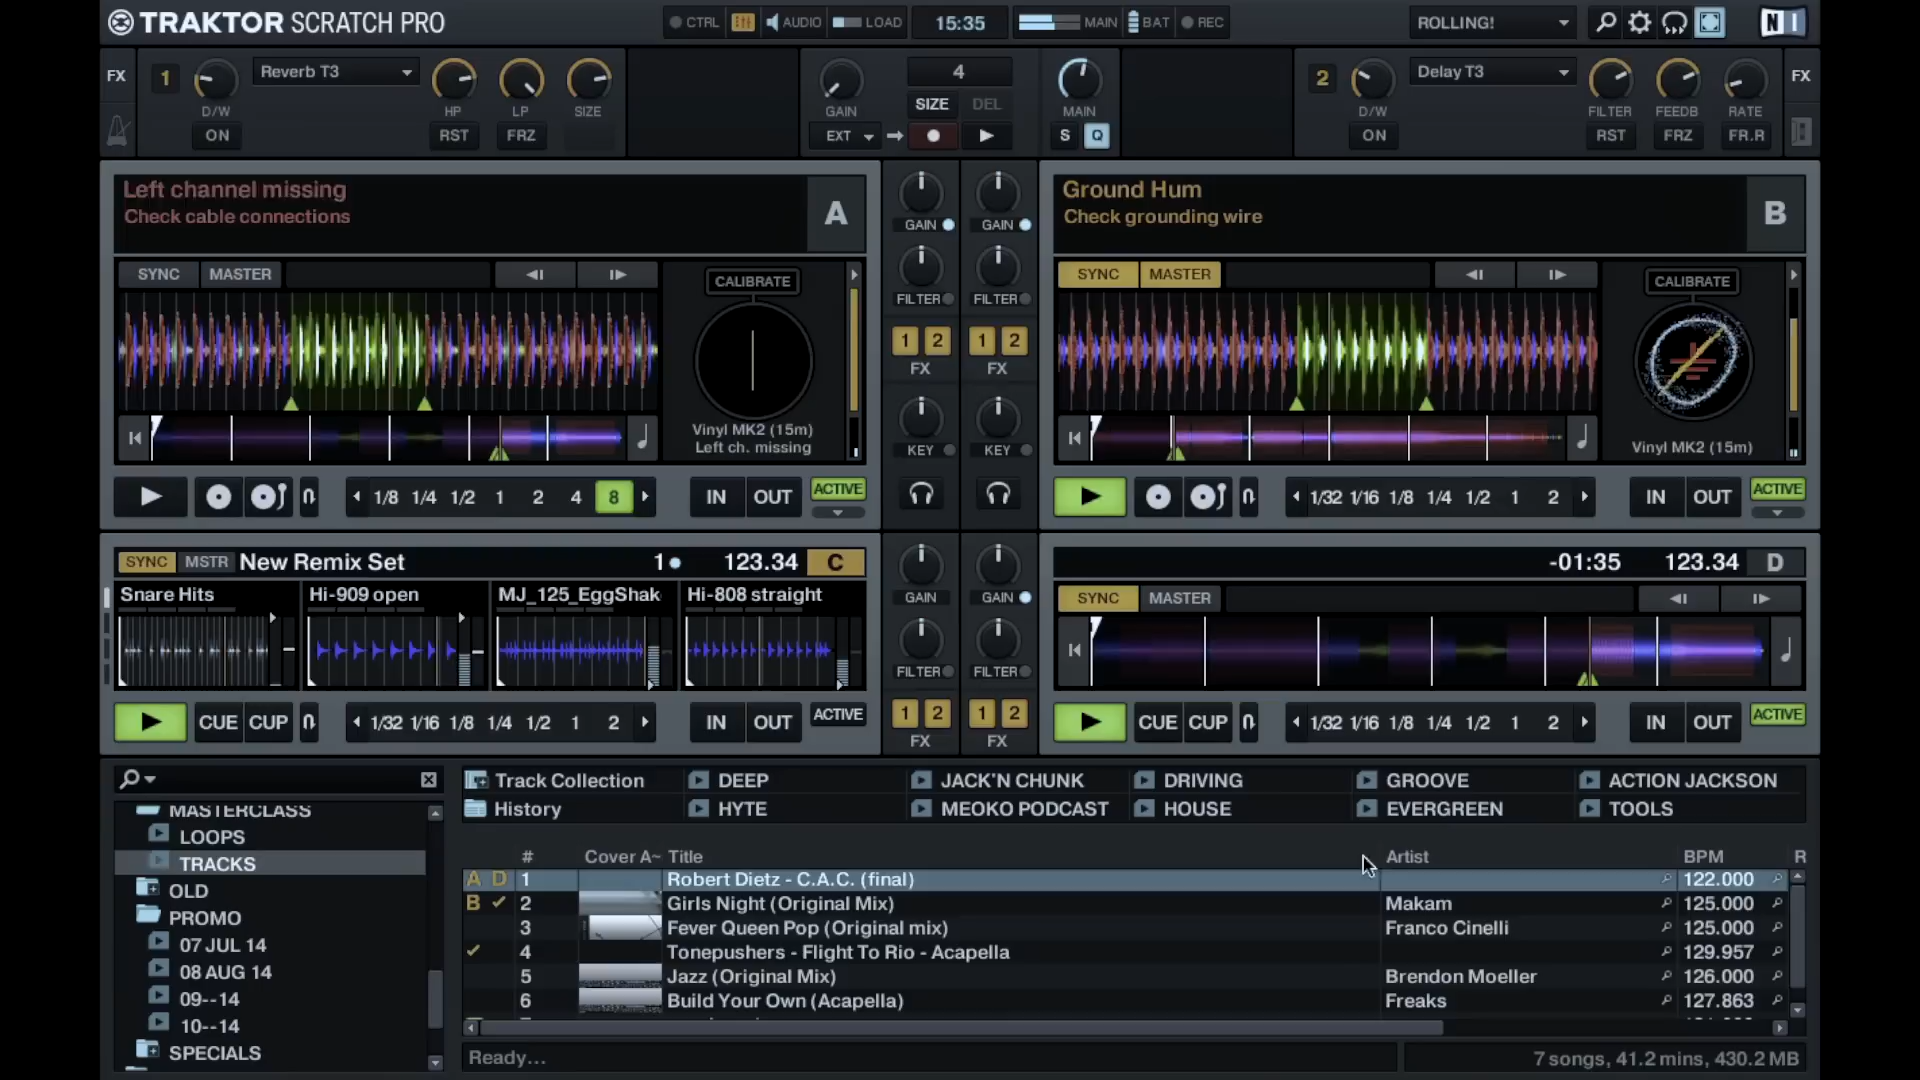 TRAKTOR SCRATCH PRO
CTRL AUDIO LOAD 15:35 MAIN BAT REC
ROLLING!
NI
FX 1 D/W ON Reverb T3 HP RST LP FRZ SIZE
GAIN EXT 4 SIZE DEL MAIN S Q
2 D/W ON Delay T3 FILTER RST FEEDB FRZ RATE FR.R FX
Left channel missing
Check cable connections
A
SYNC MASTER
CALIBRATE
Vinyl MK2 (15m)
Left ch. missing
1/8 1/4 1/2 1 2 4 8 IN OUT ACTIVE
GAIN GAIN
FILTER FILTER
1 2 1 2
FX FX
KEY KEY
Ground Hum
Check grounding wire
B
SYNC MASTER
CALIBRATE
Vinyl MK2 (15m)
1/32 1/16 1/8 1/4 1/2 1 2 IN OUT ACTIVE
SYNC MSTR New Remix Set 1 123.34 C
Snare Hits Hi-909 open MJ_125_EggShak Hi-808 straight
CUE CUP 1/32 1/16 1/8 1/4 1/2 1 2 IN OUT ACTIVE
GAIN GAIN
FILTER FILTER
1 2 1 2
FX FX
-01:35 123.34 D
SYNC MASTER
CUE CUP 1/32 1/16 1/8 1/4 1/2 1 2 IN OUT ACTIVE
MASTERCLASS
LOOPS
TRACKS
OLD
PROMO
07 JUL 14
08 AUG 14
09--14
10--14
SPECIALS
Track Collection DEEP JACK'N CHUNK DRIVING GROOVE ACTION JACKSON
History HYTE MEOKO PODCAST HOUSE EVERGREEN TOOLS
# Cover A~ Title Artist BPM R
A D 1 Robert Dietz - C.A.C. (final) 122.000
B 2 Girls Night (Original Mix) Makam 125.000
3 Fever Queen Pop (Original mix) Franco Cinelli 125.000
4 Tonepushers - Flight To Rio - Acapella 129.957
5 Jazz (Original Mix) Brendon Moeller 126.000
6 Build Your Own (Acapella) Freaks 127.863
Ready...
7 songs, 41.2 mins, 430.2 MB